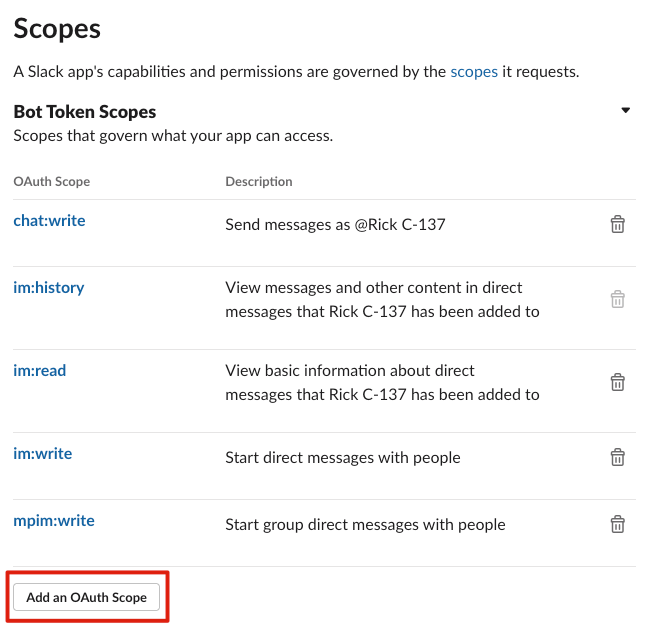 Scopes
A Slack app's capabilities and permissions are governed by the scopes it requests.
Bot Token Scopes
Scopes that govern what your app can access.
OAuth Scope Description
chat:write Send messages as @Rick C-137
im:history View messages and other content in direct
messages that Rick C-137 has been added to
im:read View basic information about direct
messages that Rick C-137 has been added to
im:write Start direct messages with people
mpim:write Start group direct messages with people
Add an OAuth Scope